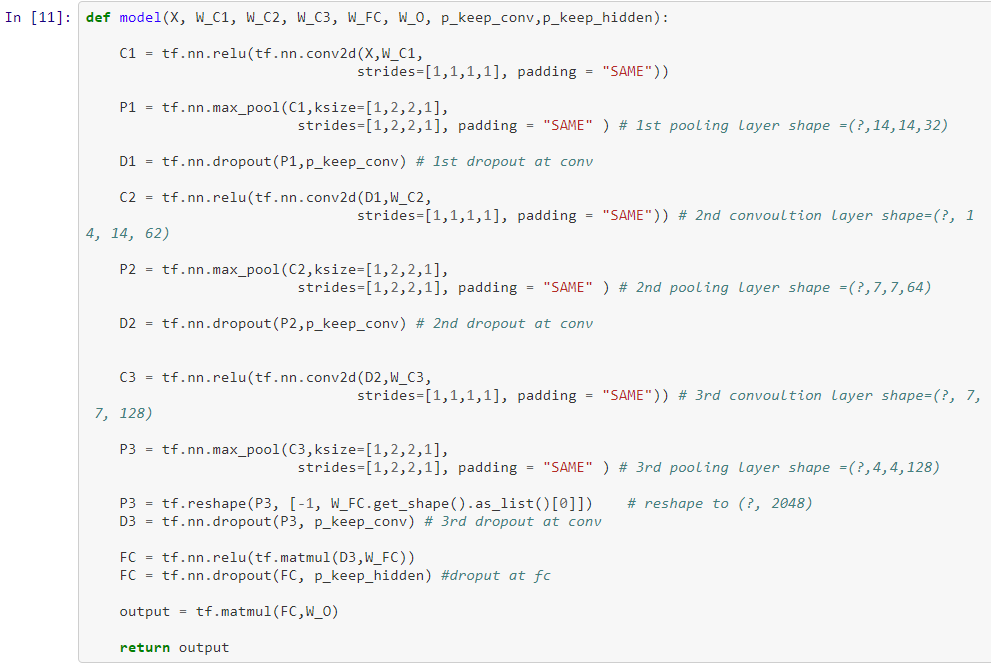 In [11]: def model(X, W_C1, W_C2, W_C3, W_FC, W_O, p_keep_conv,p_keep_hidden):
C1 = tf.nn.relu(tf.nn.conv2d(X,W_C1,
strides=[1,1,1,1], padding = "SAME"))
P1 = tf.nn.max_pool(C1,ksize=[1,2,2,1],
strides=[1,2,2,1], padding = "SAME" ) # 1st pooling layer shape =(?,14,14,32)
D1 = tf.nn.dropout(P1,p_keep_conv) # 1st dropout at conv
C2 = tf.nn.relu(tf.nn.conv2d(D1,W_C2,
strides=[1,1,1,1], padding = "SAME")) # 2nd convoultion layer shape=(?, 1
4, 14, 62)
P2 = tf.nn.max_pool(C2,ksize=[1,2,2,1],
strides=[1,2,2,1], padding = "SAME" ) # 2nd pooling layer shape =(?,7,7,64)
D2 = tf.nn.dropout(P2,p_keep_conv) # 2nd dropout at conv
C3 = tf.nn.relu(tf.nn.conv2d(D2,W_C3,
strides=[1,1,1,1], padding = "SAME")) # 3rd convoultion layer shape=(?, 7,
7, 128)
P3 = tf.nn.max_pool(C3,ksize=[1,2,2,1],
strides=[1,2,2,1], padding = "SAME" ) # 3rd pooling layer shape =(?,4,4,128)
P3 = tf.reshape(P3, [-1, W_FC.get_shape().as_list()[0]]) # reshape to (?, 2048)
D3 = tf.nn.dropout(P3, p_keep_conv) # 3rd dropout at conv
FC = tf.nn.relu(tf.matmul(D3,W_FC))
FC = tf.nn.dropout(FC, p_keep_hidden) #droput at fc
output = tf.matmul(FC,W_O)
return output